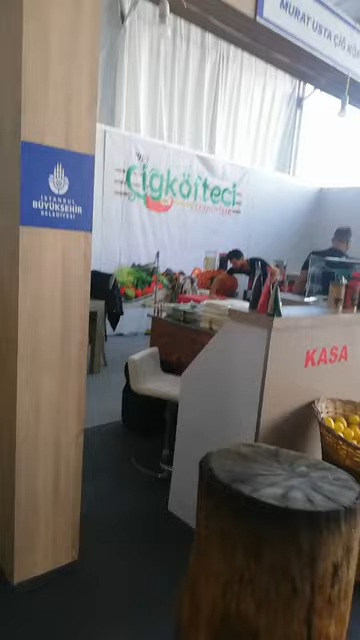 MURAT USTA ÇİĞ KÖ
çiğköfteci
İSTANBUL
BÜYÜKŞEHİR
BELEDİYESİ
KASA